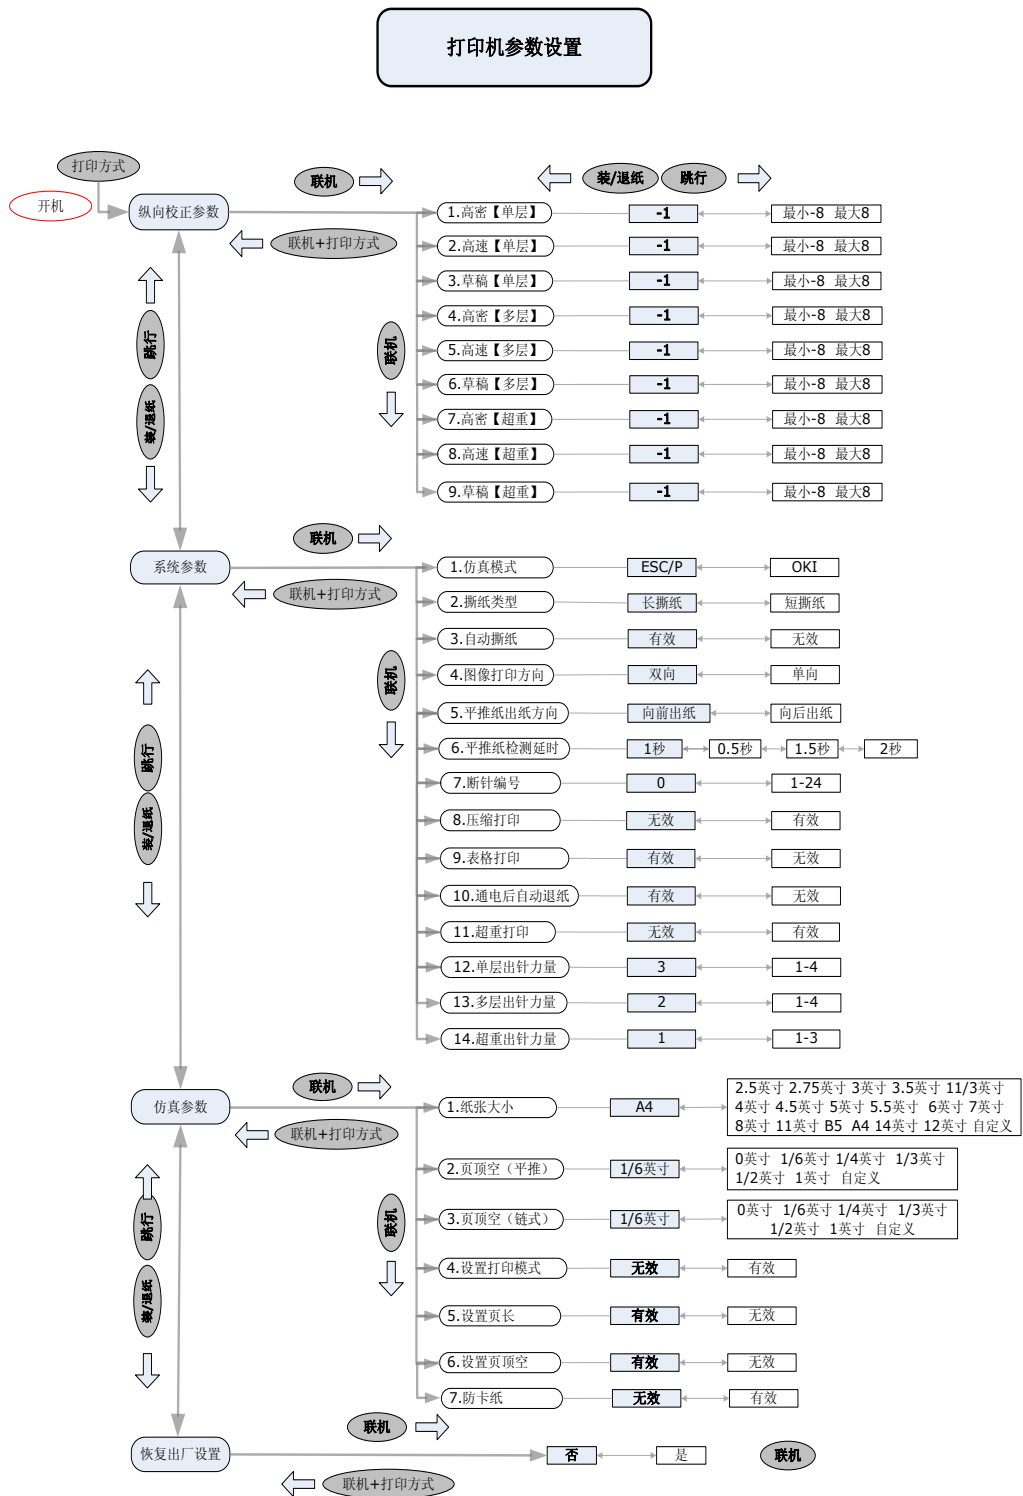 打印机参数设置
打印方式
开机
联机
装/退纸 跳行
纵向校正参数
联机+打印方式
1.高密【单层】 -1 最小-8 最大8
2.高速【单层】 -1 最小-8 最大8
3.草稿【单层】 -1 最小-8 最大8
4.高密【多层】 -1 最小-8 最大8
5.高速【多层】 -1 最小-8 最大8
6.草稿【多层】 -1 最小-8 最大8
7.高密【超重】 -1 最小-8 最大8
8.高速【超重】 -1 最小-8 最大8
9.草稿【超重】 -1 最小-8 最大8
跳行
装/退纸
联机
联机
系统参数
联机+打印方式
1.仿真模式 ESC/P OKI
2.撕纸类型 长撕纸 短撕纸
3.自动撕纸 有效 无效
4.图像打印方向 双向 单向
5.平推纸出纸方向 向前出纸 向后出纸
6.平推纸检测延时 1秒 0.5秒 1.5秒 2秒
7.断针编号 0 1-24
8.压缩打印 无效 有效
9.表格打印 有效 无效
10.通电后自动退纸 有效 无效
11.超重打印 无效 有效
12.单层出针力量 3 1-4
13.多层出针力量 2 1-4
14.超重出针力量 1 1-3
跳行
装/退纸
联机
联机
仿真参数
联机+打印方式
1.纸张大小 A4
2.5英寸 2.75英寸 3英寸 3.5英寸 11/3英寸
4英寸 4.5英寸 5英寸 5.5英寸 6英寸 7英寸
8英寸 11英寸 B5 A4 14英寸 12英寸 自定义
2.页顶空（平推） 1/6英寸
0英寸 1/6英寸 1/4英寸 1/3英寸
1/2英寸 1英寸 自定义
3.页顶空（链式） 1/6英寸
0英寸 1/6英寸 1/4英寸 1/3英寸
1/2英寸 1英寸 自定义
4.设置打印模式 无效 有效
5.设置页长 有效 无效
6.设置页顶空 有效 无效
7.防卡纸 无效 有效
跳行
装/退纸
联机
联机
恢复出厂设置 否 是 联机
联机+打印方式